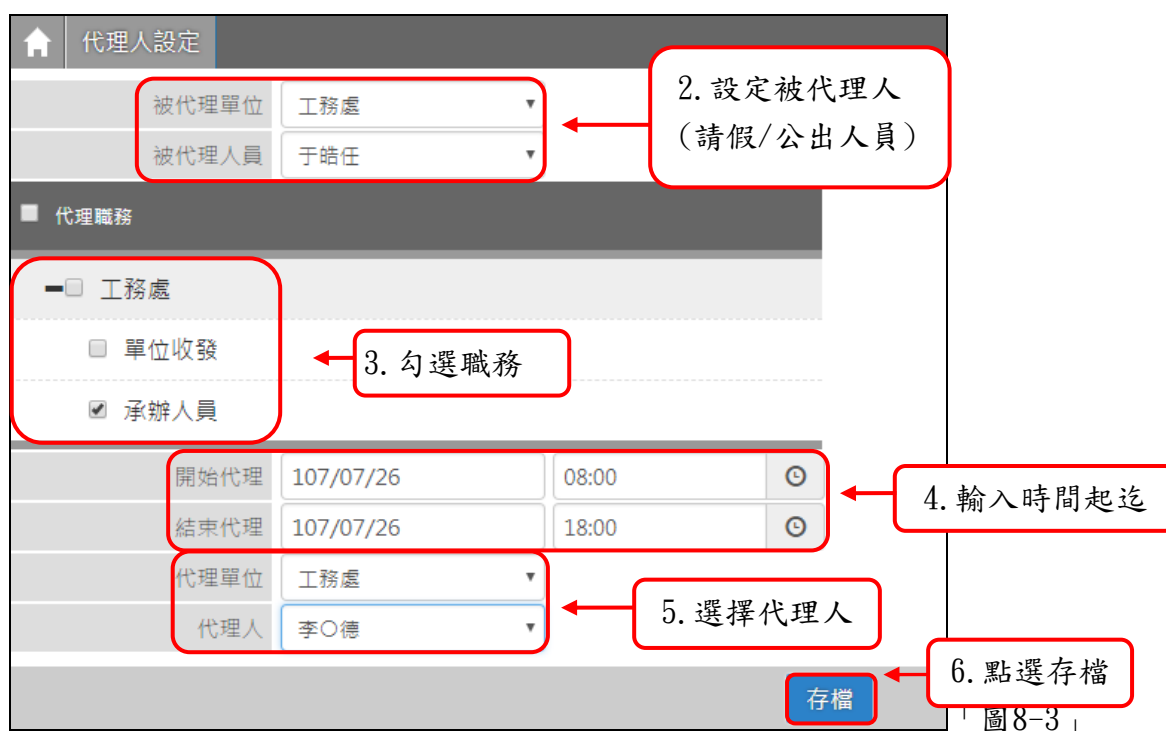 代理人設定
2.設定被代理人
(請假/公出人員)
被代理單位 工務處
被代理人員 于皓任
代理職務
工務處
單位收發
承辦人員
3.勾選職務
開始代理 107/07/26 08:00
結束代理 107/07/26 18:00
4.輸入時間起迄
代理單位 工務處
代理人 李〇德
5.選擇代理人
6.點選存檔
存檔
「圖8-3」